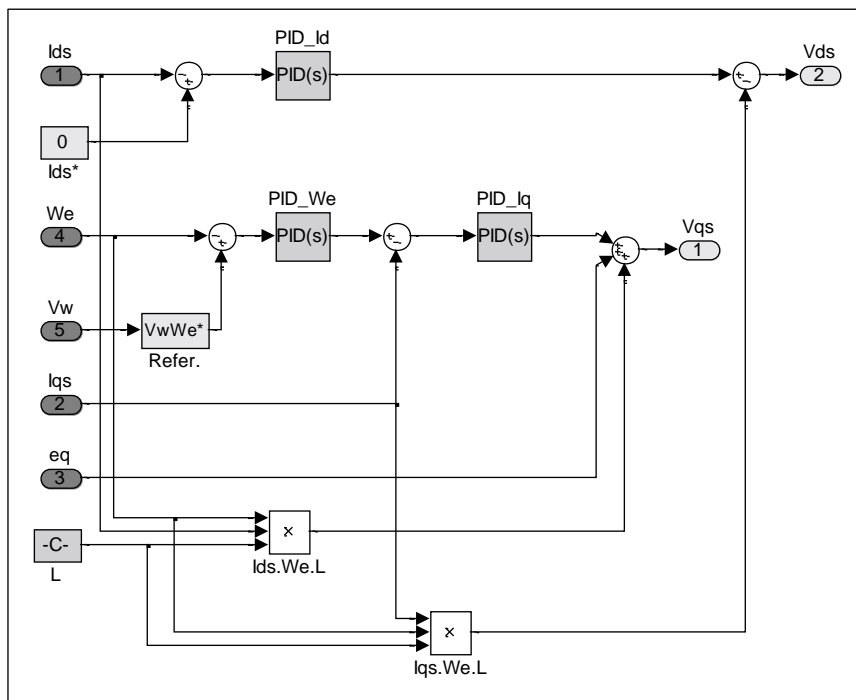 Ids
1
PID_Id
PID(s)
Vds
2
0
Ids*
We
4
PID_We
PID(s)
PID_Iq
PID(s)
Vqs
1
Vw
5
VwWe*
Refer.
Iqs
2
eq
3
-C-
L
×
Ids.We.L
×
Iqs.We.L